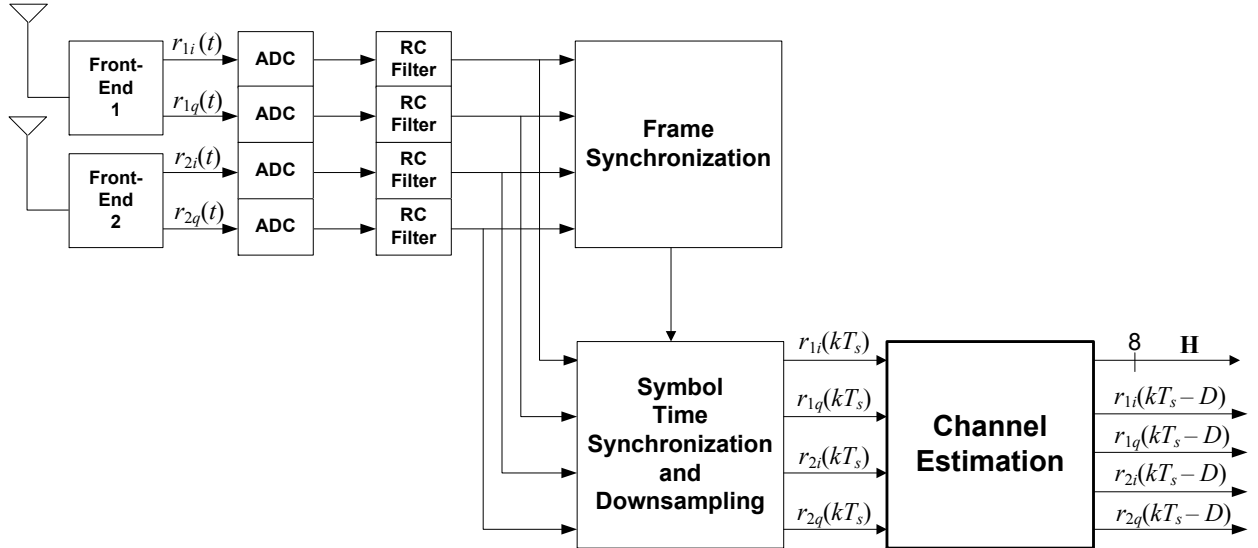 Front-
End
1
r1i(t)
r1q(t)
ADC
ADC
RC
Filter
RC
Filter
Front-
End
2
r2i(t)
r2q(t)
ADC
ADC
RC
Filter
RC
Filter
Frame
Synchronization
Symbol
Time
Synchronization
and
Downsampling
r1i(kTs)
r1q(kTs)
r2i(kTs)
r2q(kTs)
Channel
Estimation
8 H
r1i(kTs – D)
r1q(kTs – D)
r2i(kTs – D)
r2q(kTs – D)